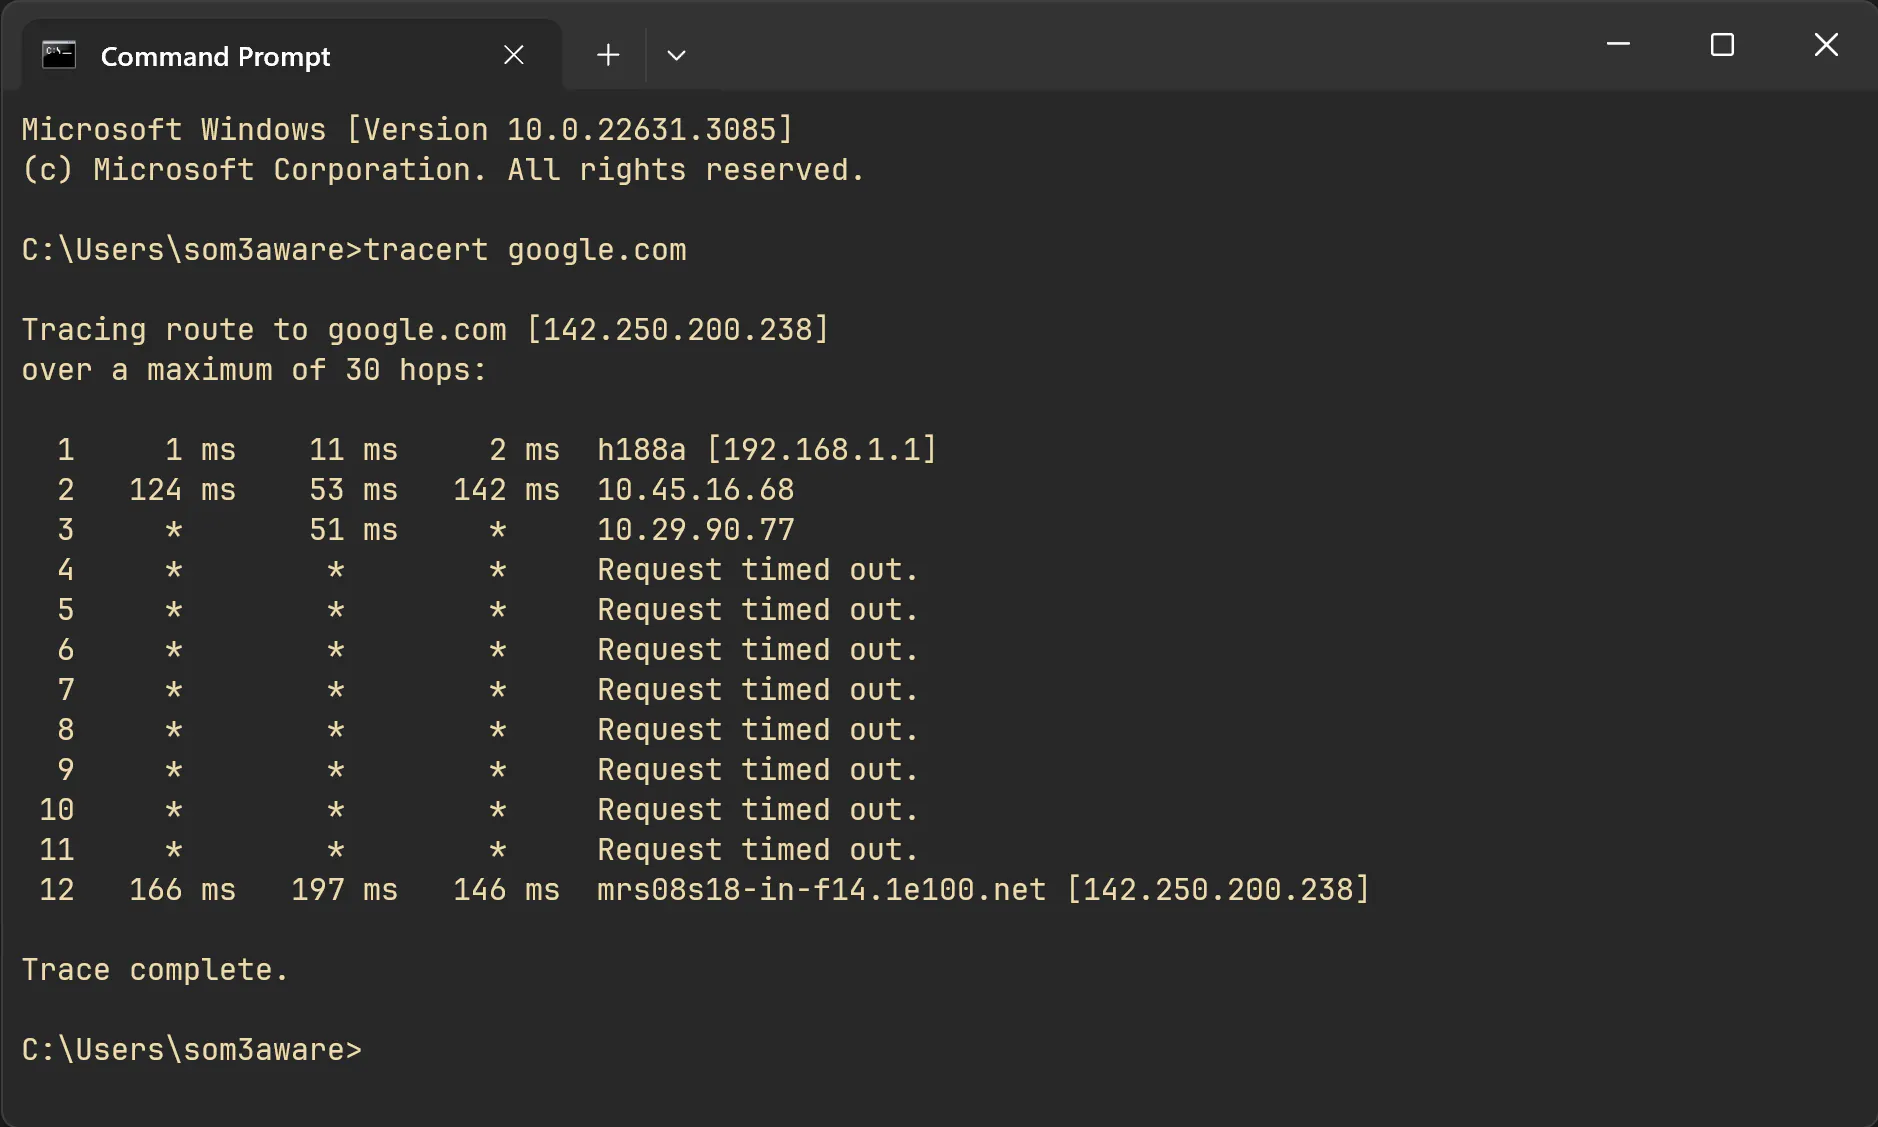 Command Prompt
Microsoft Windows [Version 10.0.22631.3085]
(c) Microsoft Corporation. All rights reserved.
C:\Users\som3aware>tracert google.com
Tracing route to google.com [142.250.200.238]
over a maximum of 30 hops:
  1     1 ms    11 ms     2 ms  h188a [192.168.1.1]
  2   124 ms    53 ms   142 ms  10.45.16.68
  3     *       51 ms     *     10.29.90.77
  4     *        *        *     Request timed out.
  5     *        *        *     Request timed out.
  6     *        *        *     Request timed out.
  7     *        *        *     Request timed out.
  8     *        *        *     Request timed out.
  9     *        *        *     Request timed out.
 10     *        *        *     Request timed out.
 11     *        *        *     Request timed out.
 12   166 ms   197 ms   146 ms  mrs08s18-in-f14.1e100.net [142.250.200.238]
Trace complete.
C:\Users\som3aware>